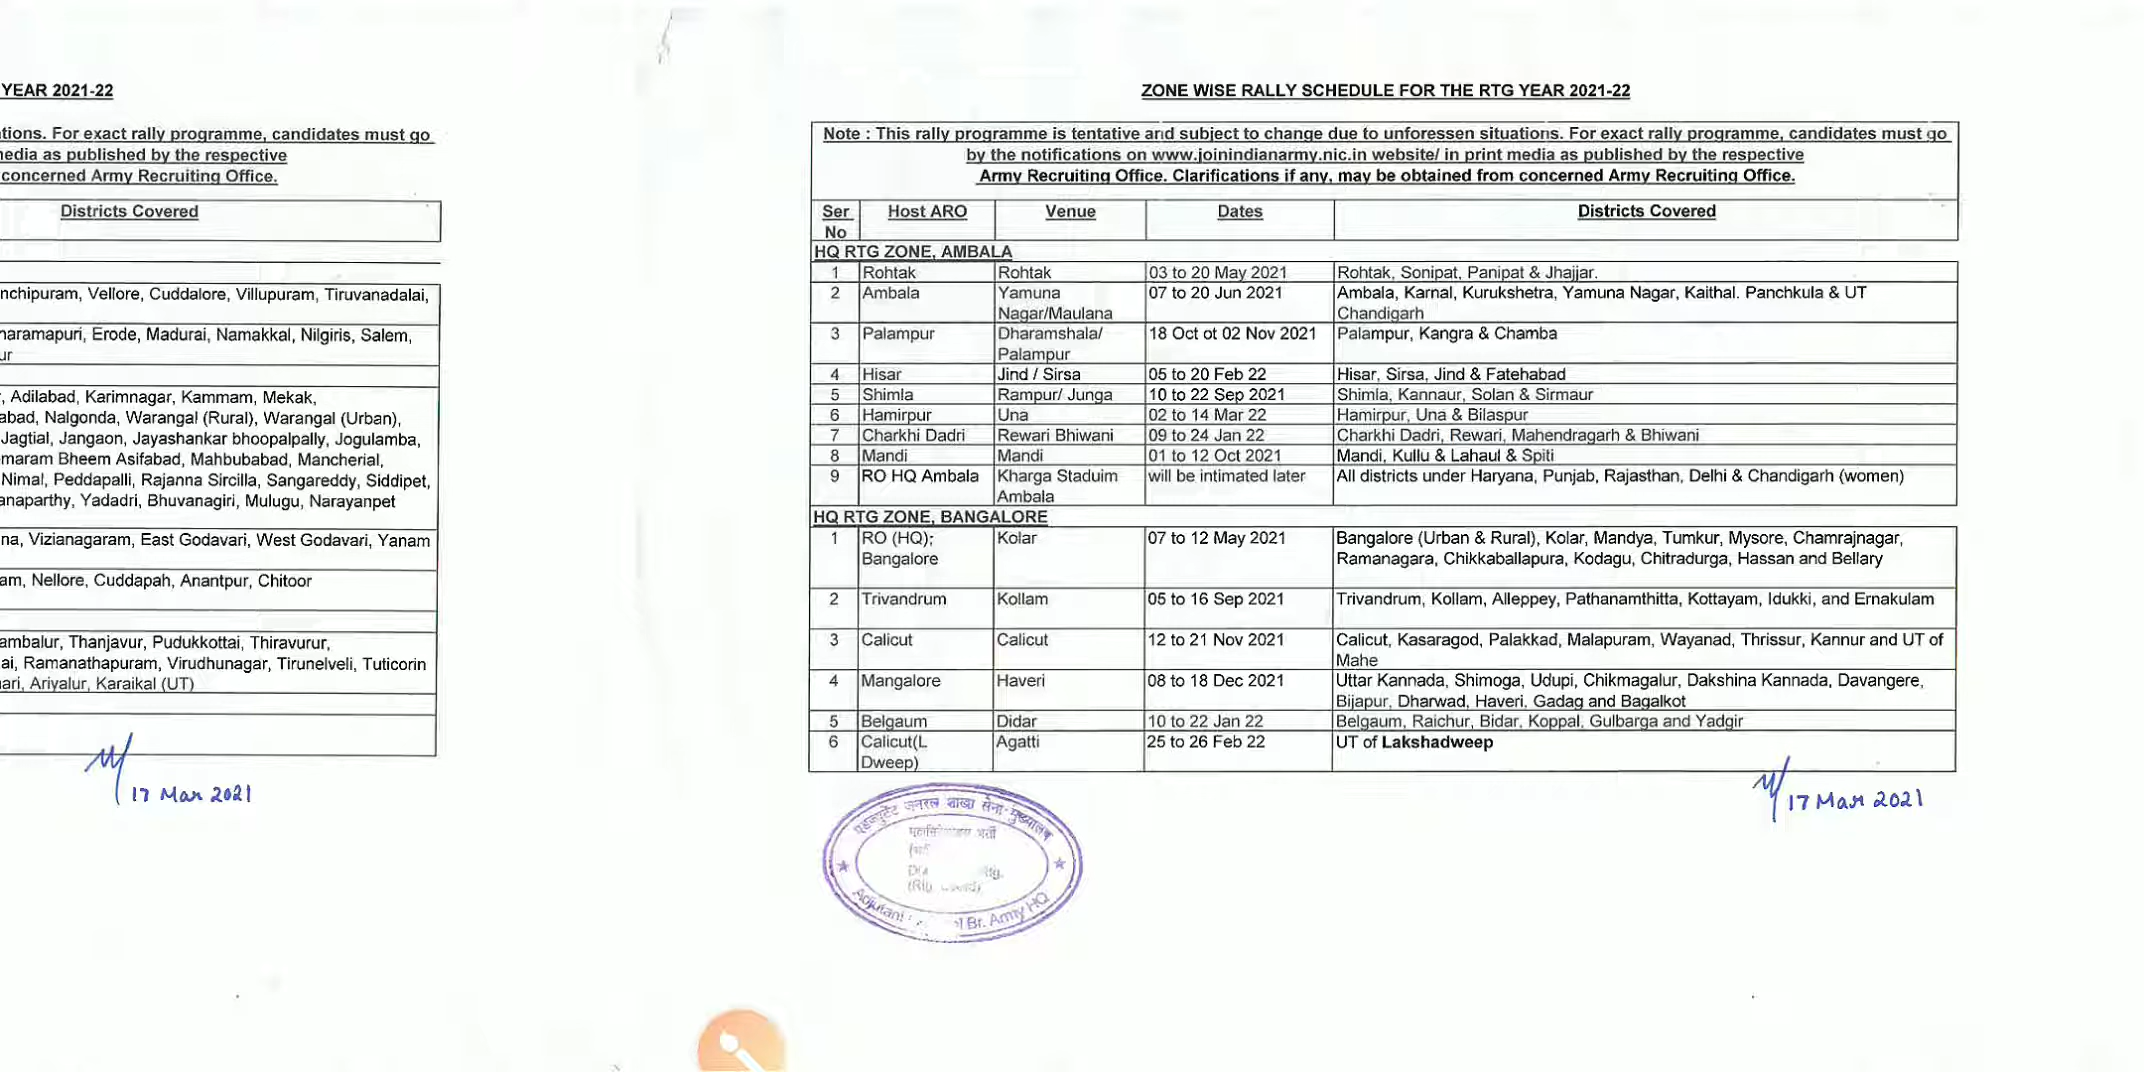 YEAR 2021-22
tions. For exact rally programme, candidates must go
edia as published by the respective
concerned Army Recruiting Office.
Districts Covered
nchipuram, Vellore, Cuddalore, Villupuram, Tiruvanadalai,
naramapuri, Erode, Madurai, Namakkal, Nilgiris, Salem,
ur
, Adilabad, Karimnagar, Kammam, Mekak,
abad, Nalgonda, Warangal (Rural), Warangal (Urban),
Jagtial, Jangaon, Jayashankar bhoopalpally, Jogulamba,
maram Bheem Asifabad, Mahbubabad, Mancherial,
Nimal, Peddapalli, Rajanna Sircilla, Sangareddy, Siddipet,
anaparthy, Yadadri, Bhuvanagiri, Mulugu, Narayanpet
na, Vizianagaram, East Godavari, West Godavari, Yanam
am, Nellore, Cuddapah, Anantpur, Chitoor
ambalur, Thanjavur, Pudukkottai, Thiravurur,
ai, Ramanathapuram, Virudhunagar, Tirunelveli, Tuticorin
ari, Ariyalur, Karaikal (UT)
17 Mar 2021
ZONE WISE RALLY SCHEDULE FOR THE RTG YEAR 2021-22
Note : This rally programme is tentative and subject to change due to unforessen situations. For exact rally programme, candidates must go
by the notifications on www.joinindianarmy.nic.in website/ in print media as published by the respective
Army Recruiting Office. Clarifications if any, may be obtained from concerned Army Recruiting Office.
Ser No Host ARO Venue Dates Districts Covered
HQ RTG ZONE, AMBALA
1 Rohtak Rohtak 03 to 20 May 2021 Rohtak, Sonipat, Panipat & Jhajjar.
2 Ambala Yamuna 07 to 20 Jun 2021 Ambala, Karnal, Kurukshetra, Yamuna Nagar, Kaithal. Panchkula & UT
Nagar/Maulana Chandigarh
3 Palampur Dharamshala/ 18 Oct ot 02 Nov 2021 Palampur, Kangra & Chamba
Palampur
4 Hisar Jind / Sirsa 05 to 20 Feb 22 Hisar, Sirsa, Jind & Fatehabad
5 Shimla Rampur/ Junga 10 to 22 Sep 2021 Shimla, Kannaur, Solan & Sirmaur
6 Hamirpur Una 02 to 14 Mar 22 Hamirpur, Una & Bilaspur
7 Charkhi Dadri Rewari Bhiwani 09 to 24 Jan 22 Charkhi Dadri, Rewari, Mahendragarh & Bhiwani
8 Mandi Mandi 01 to 12 Oct 2021 Mandi, Kullu & Lahaul & Spiti
9 RO HQ Ambala Kharga Staduim will be intimated later All districts under Haryana, Punjab, Rajasthan, Delhi & Chandigarh (women)
Ambala
HQ RTG ZONE, BANGALORE
1 RO (HQ); Kolar 07 to 12 May 2021 Bangalore (Urban & Rural), Kolar, Mandya, Tumkur, Mysore, Chamrajnagar,
Bangalore Ramanagara, Chikkaballapura, Kodagu, Chitradurga, Hassan and Bellary
2 Trivandrum Kollam 05 to 16 Sep 2021 Trivandrum, Kollam, Alleppey, Pathanamthitta, Kottayam, Idukki, and Ernakulam
3 Calicut Calicut 12 to 21 Nov 2021 Calicut, Kasaragod, Palakkad, Malapuram, Wayanad, Thrissur, Kannur and UT of
Mahe
4 Mangalore Haveri 08 to 18 Dec 2021 Uttar Kannada, Shimoga, Udupi, Chikmagalur, Dakshina Kannada, Davangere,
Bijapur, Dharwad, Haveri, Gadag and Bagalkot
5 Belgaum Didar 10 to 22 Jan 22 Belgaum, Raichur, Bidar, Koppal, Gulbarga and Yadgir
6 Calicut(L Agatti 25 to 26 Feb 22 UT of Lakshadweep
Dweep)
17 Mar 2021
एडजुटेंट जनरल शाखा सेना मुख्यालय
भर्ती
Adjutant Br. Army HQ